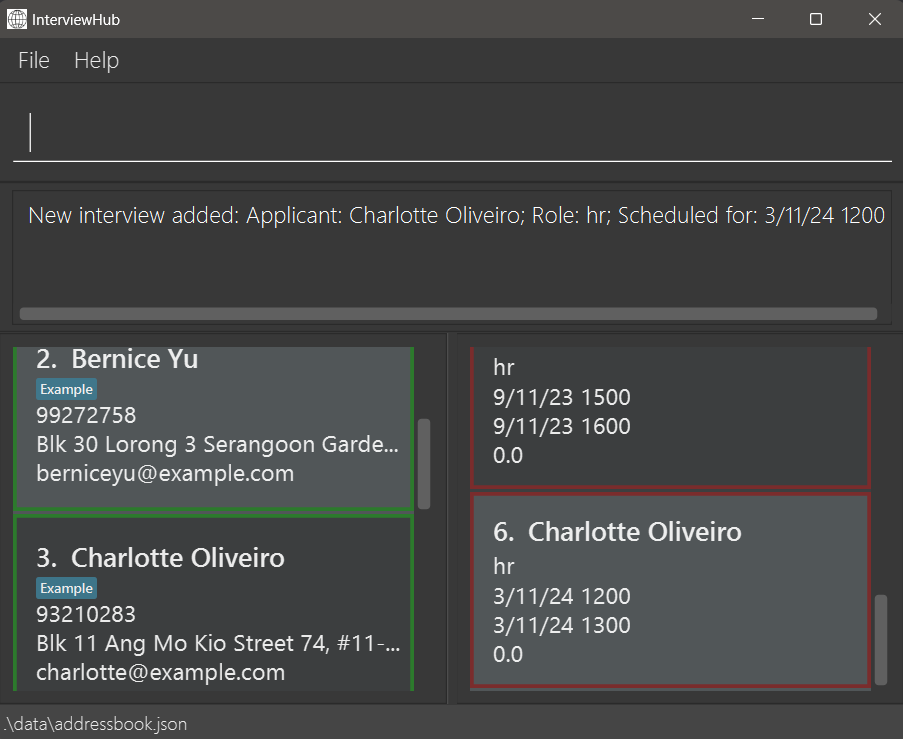 InterviewHub
File Help
New interview added: Applicant: Charlotte Oliveiro; Role: hr; Scheduled for: 3/11/24 1200
2. Bernice Yu
Example
99272758
Blk 30 Lorong 3 Serangoon Garde...
berniceyu@example.com
3. Charlotte Oliveiro
Example
93210283
Blk 11 Ang Mo Kio Street 74, #11-...
charlotte@example.com
hr
9/11/23 1500
9/11/23 1600
0.0
6. Charlotte Oliveiro
hr
3/11/24 1200
3/11/24 1300
0.0
.\data\addressbook.json